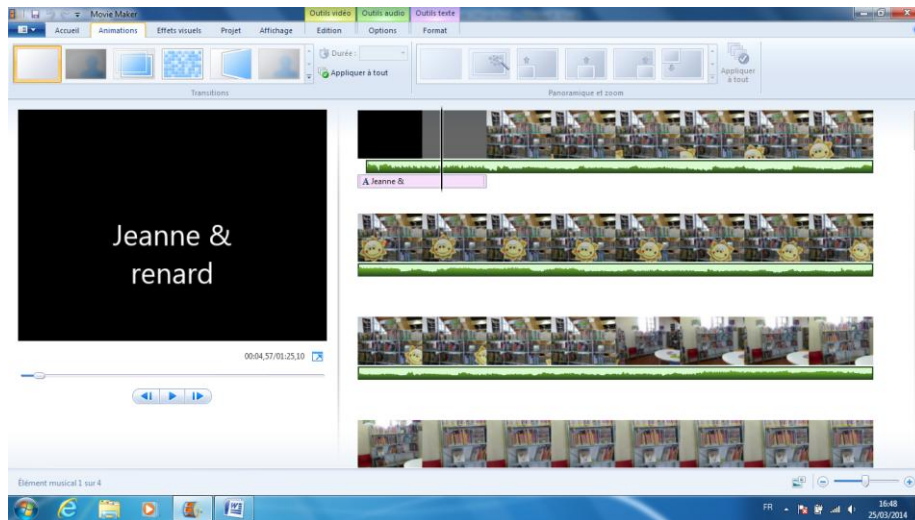 Movie Maker
Outils vidéo Outils audio Outils texte
Accueil Animations Effets visuels Projet Affichage Edition Options Format
Durée :
Appliquer à tout
Appliquer
à tout
Transitions
Panoramique et zoom
A Jeanne &
Jeanne &
renard
00:04,57/01:25,10
Élément musical 1 sur 4
FR
16:48
25/03/2014